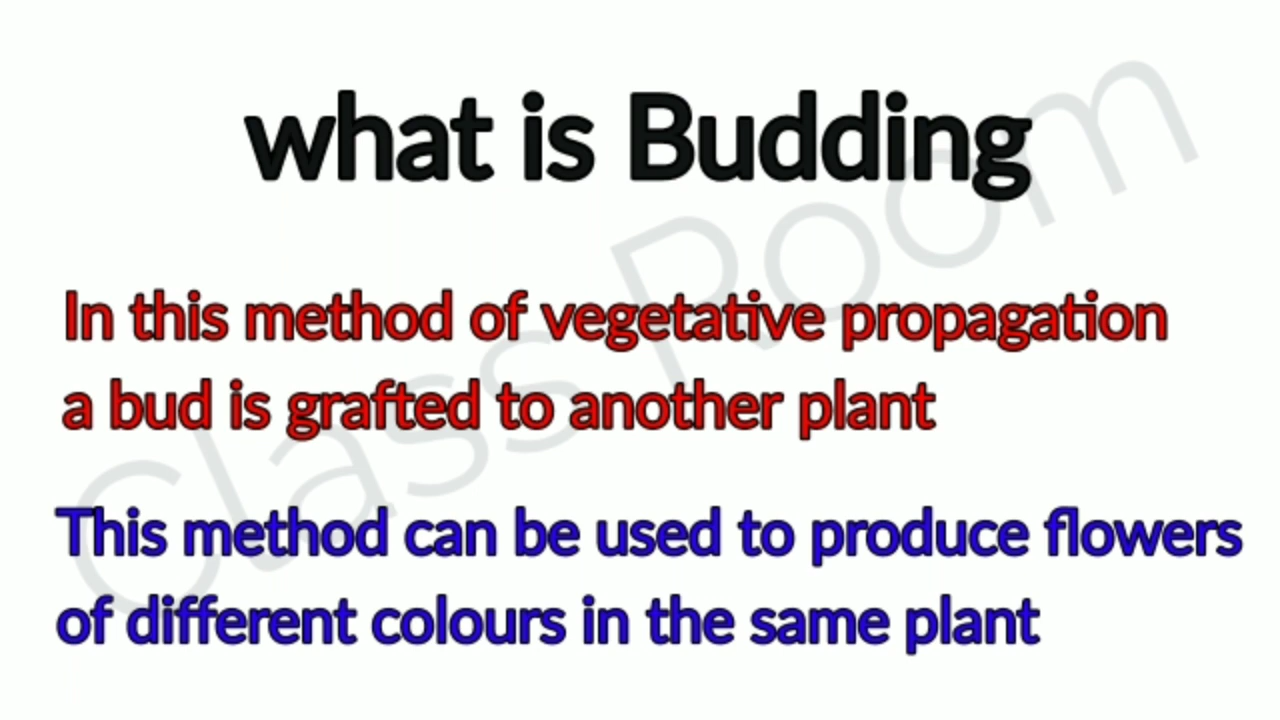 what is Budding
In this method of vegetative propagation
a bud is grafted to another plant
This method can be used to produce flowers
of different colours in the same plant
Class Room